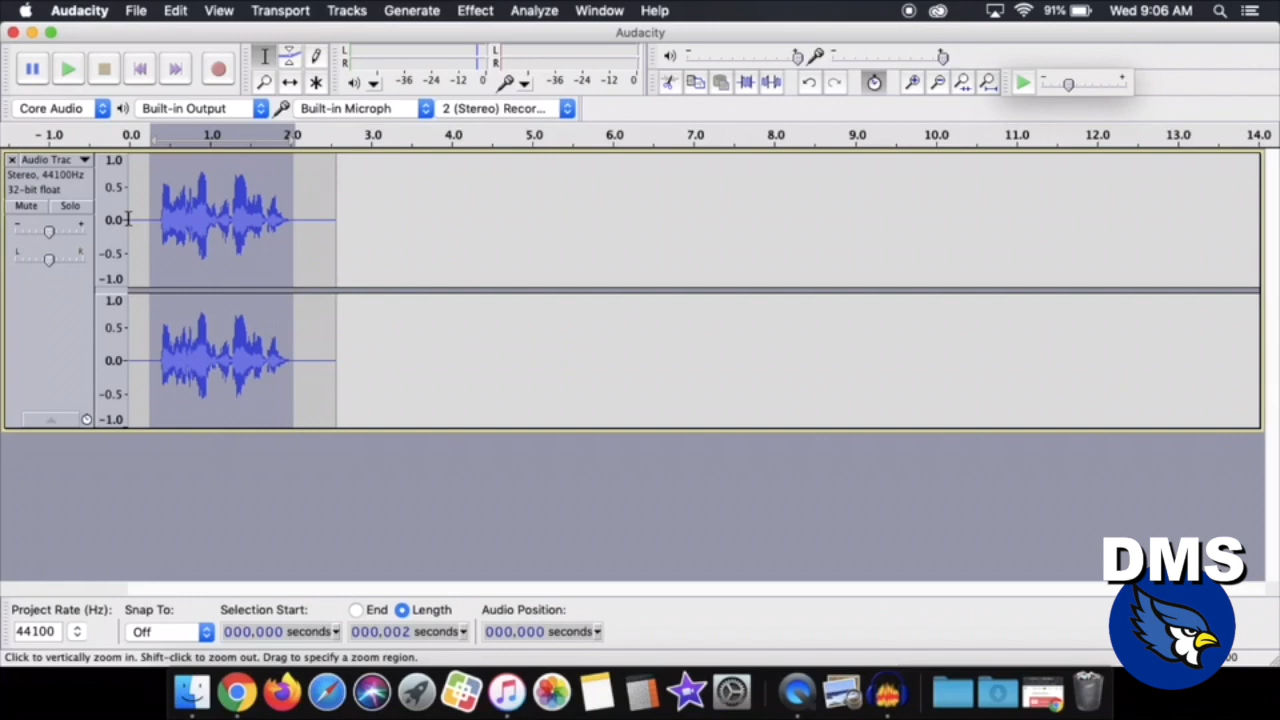 Audacity File Edit View Transport Tracks Generate Effect Analyze Window Help 91% Wed 9:06 AM
Audacity
L R -36 -24 -12 0 L R -36 -24 -12 0
Core Audio Built-in Output Built-in Microph 2 (Stereo) Recor...
- 1.0 0.0 1.0 2.0 3.0 4.0 5.0 6.0 7.0 8.0 9.0 10.0 11.0 12.0 13.0 14.0
Audio Trac 1.0
Stereo, 44100Hz
32-bit float 0.5-
Mute Solo
- + 0.0-
L R -0.5-
-1.0
1.0
0.5-
0.0-
-0.5-
-1.0
DMS
Project Rate (Hz): Snap To: Selection Start: End Length Audio Position:
44100 Off 000,000 seconds 000,002 seconds 000,000 seconds
Click to vertically zoom in. Shift-click to zoom out. Drag to specify a zoom region.